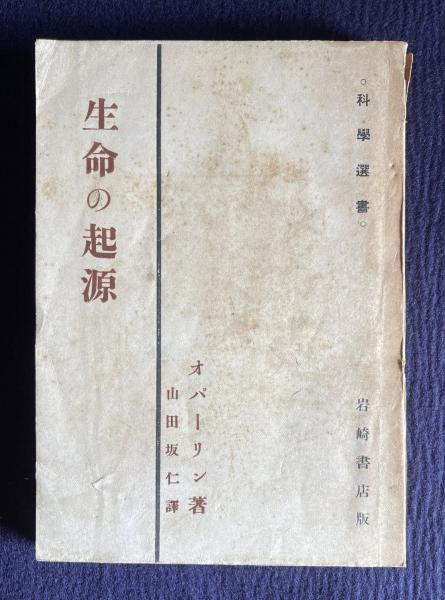 。科學選書。
生命の起源
オパーリン著
山田坂仁譯
岩崎書店版